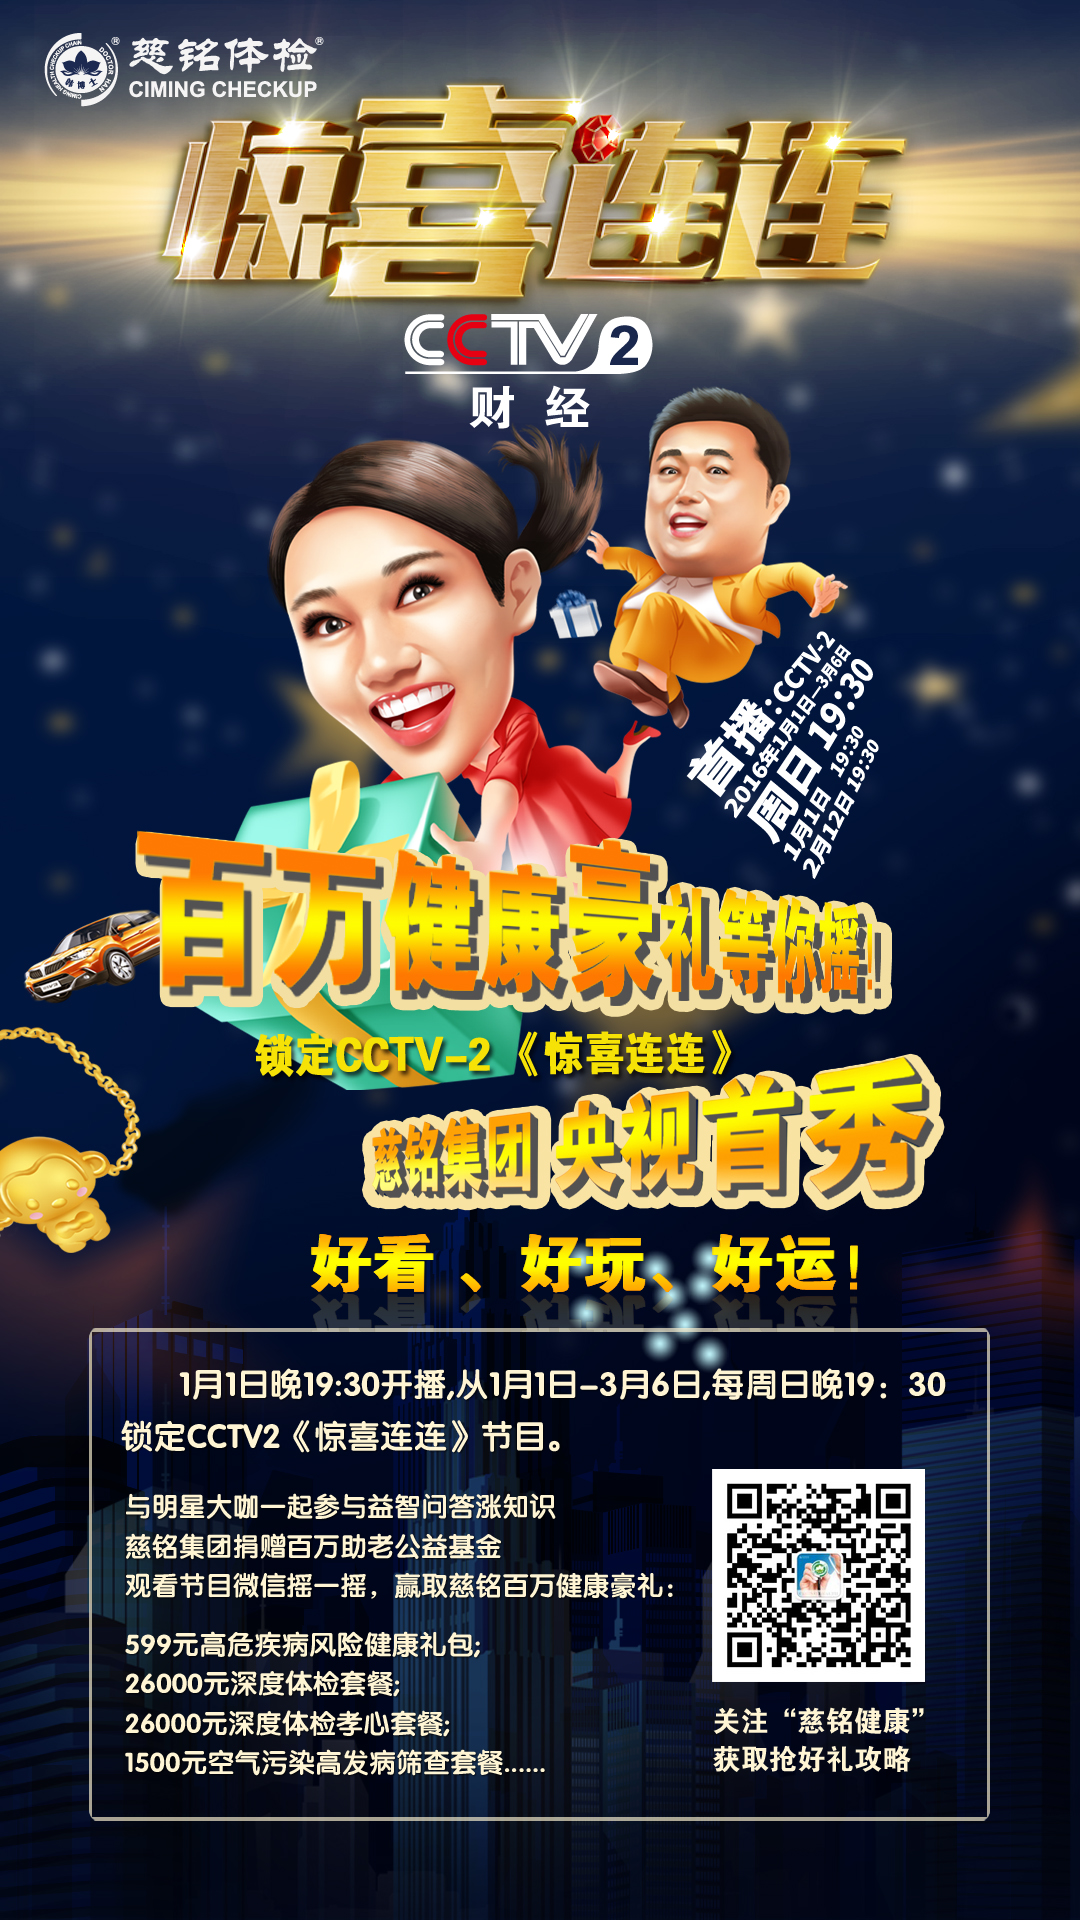 慈铭体检
CIMING CHECKUP
CIMING HEALTH CHECKUP CHAIN
DOCTOR HAN
韩博士
惊喜连连
CCTV 2
财 经
首播:CCTV-2
2016年1月1日—3月6日
周日 19:30
1月1日 19:30
2月12日 19:30
百万健康豪礼等你摇!
锁定CCTV-2《惊喜连连》
慈铭集团 央视首秀
好看、好玩、好运!
1月1日晚19:30开播,从1月1日-3月6日,每周日晚19：30
锁定CCTV2《惊喜连连》节目。
与明星大咖一起参与益智问答涨知识
慈铭集团捐赠百万助老公益基金
观看节目微信摇一摇，赢取慈铭百万健康豪礼：
599元高危疾病风险健康礼包;
26000元深度体检套餐;
26000元深度体检孝心套餐;
1500元空气污染高发病筛查套餐......
关注“慈铭健康”
获取抢好礼攻略